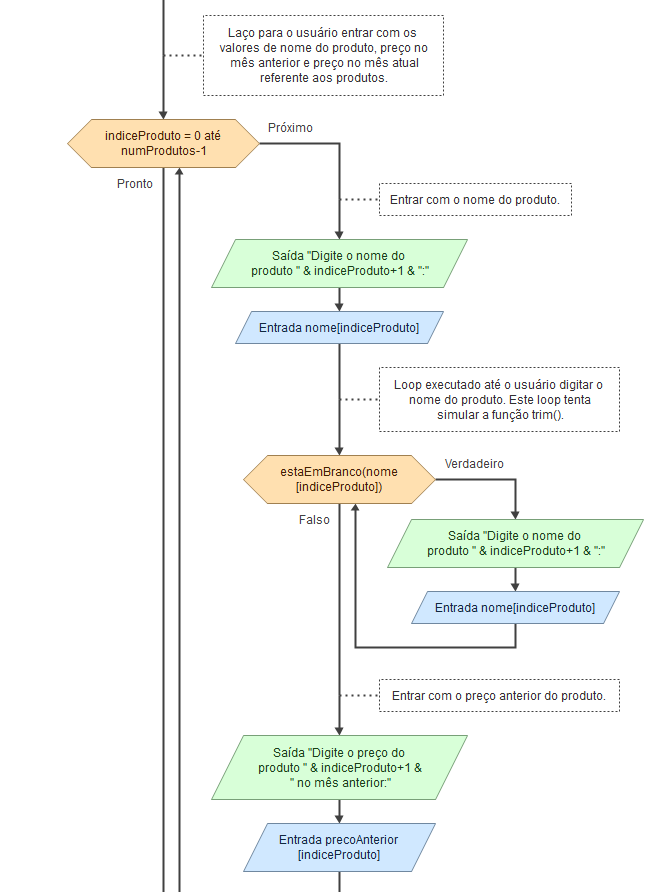 Laço para o usuário entrar com os
valores de nome do produto, preço no
mês anterior e preço no mês atual
referente aos produtos.
indiceProduto = 0 até
numProdutos-1
Próximo
Pronto
Entrar com o nome do produto.
Saída "Digite o nome do
produto " & indiceProduto+1 & ":"
Entrada nome[indiceProduto]
Loop executado até o usuário digitar o
nome do produto. Este loop tenta
simular a função trim().
estaEmBranco(nome
[indiceProduto])
Verdadeiro
Falso
Saída "Digite o nome do
produto " & indiceProduto+1 & ":"
Entrada nome[indiceProduto]
Entrar com o preço anterior do produto.
Saída "Digite o preço do
produto " & indiceProduto+1 &
" no mês anterior:"
Entrada precoAnterior
[indiceProduto]